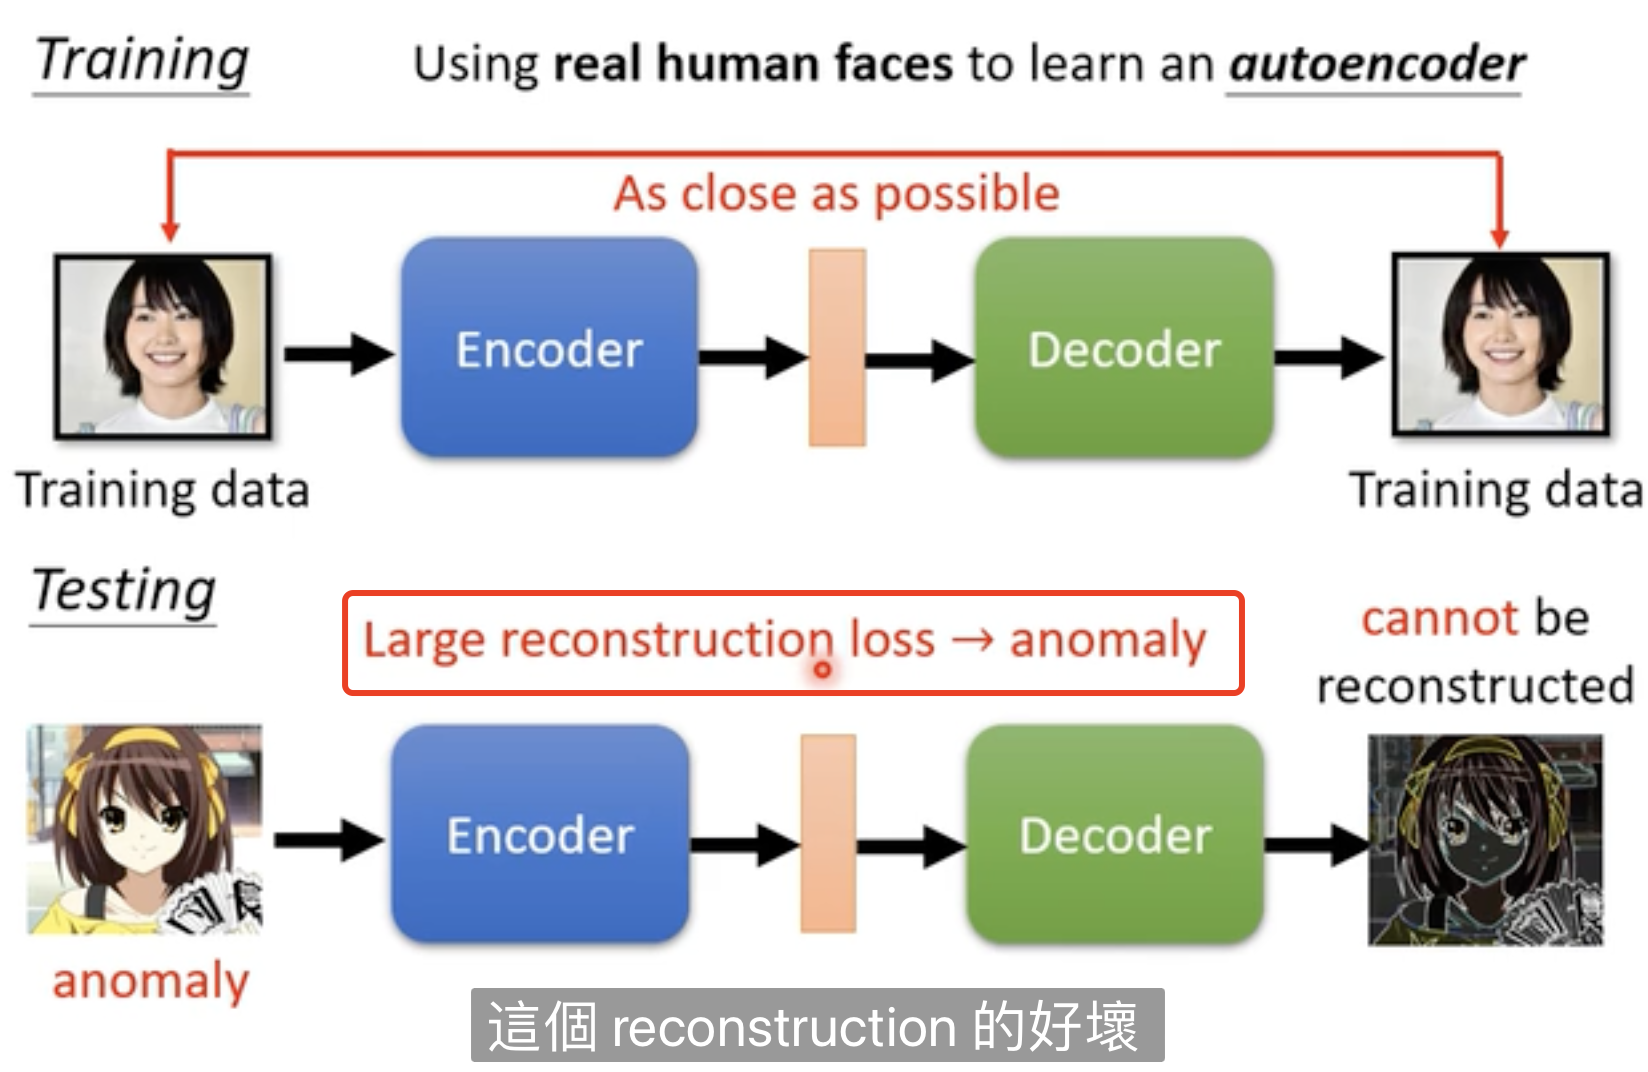 Training
Using real human faces to learn an autoencoder
As close as possible
Encoder
Decoder
Training data
Training data
Testing
Large reconstruction loss → anomaly
cannot be
reconstructed
Encoder
Decoder
anomaly
這個 reconstruction 的好壞